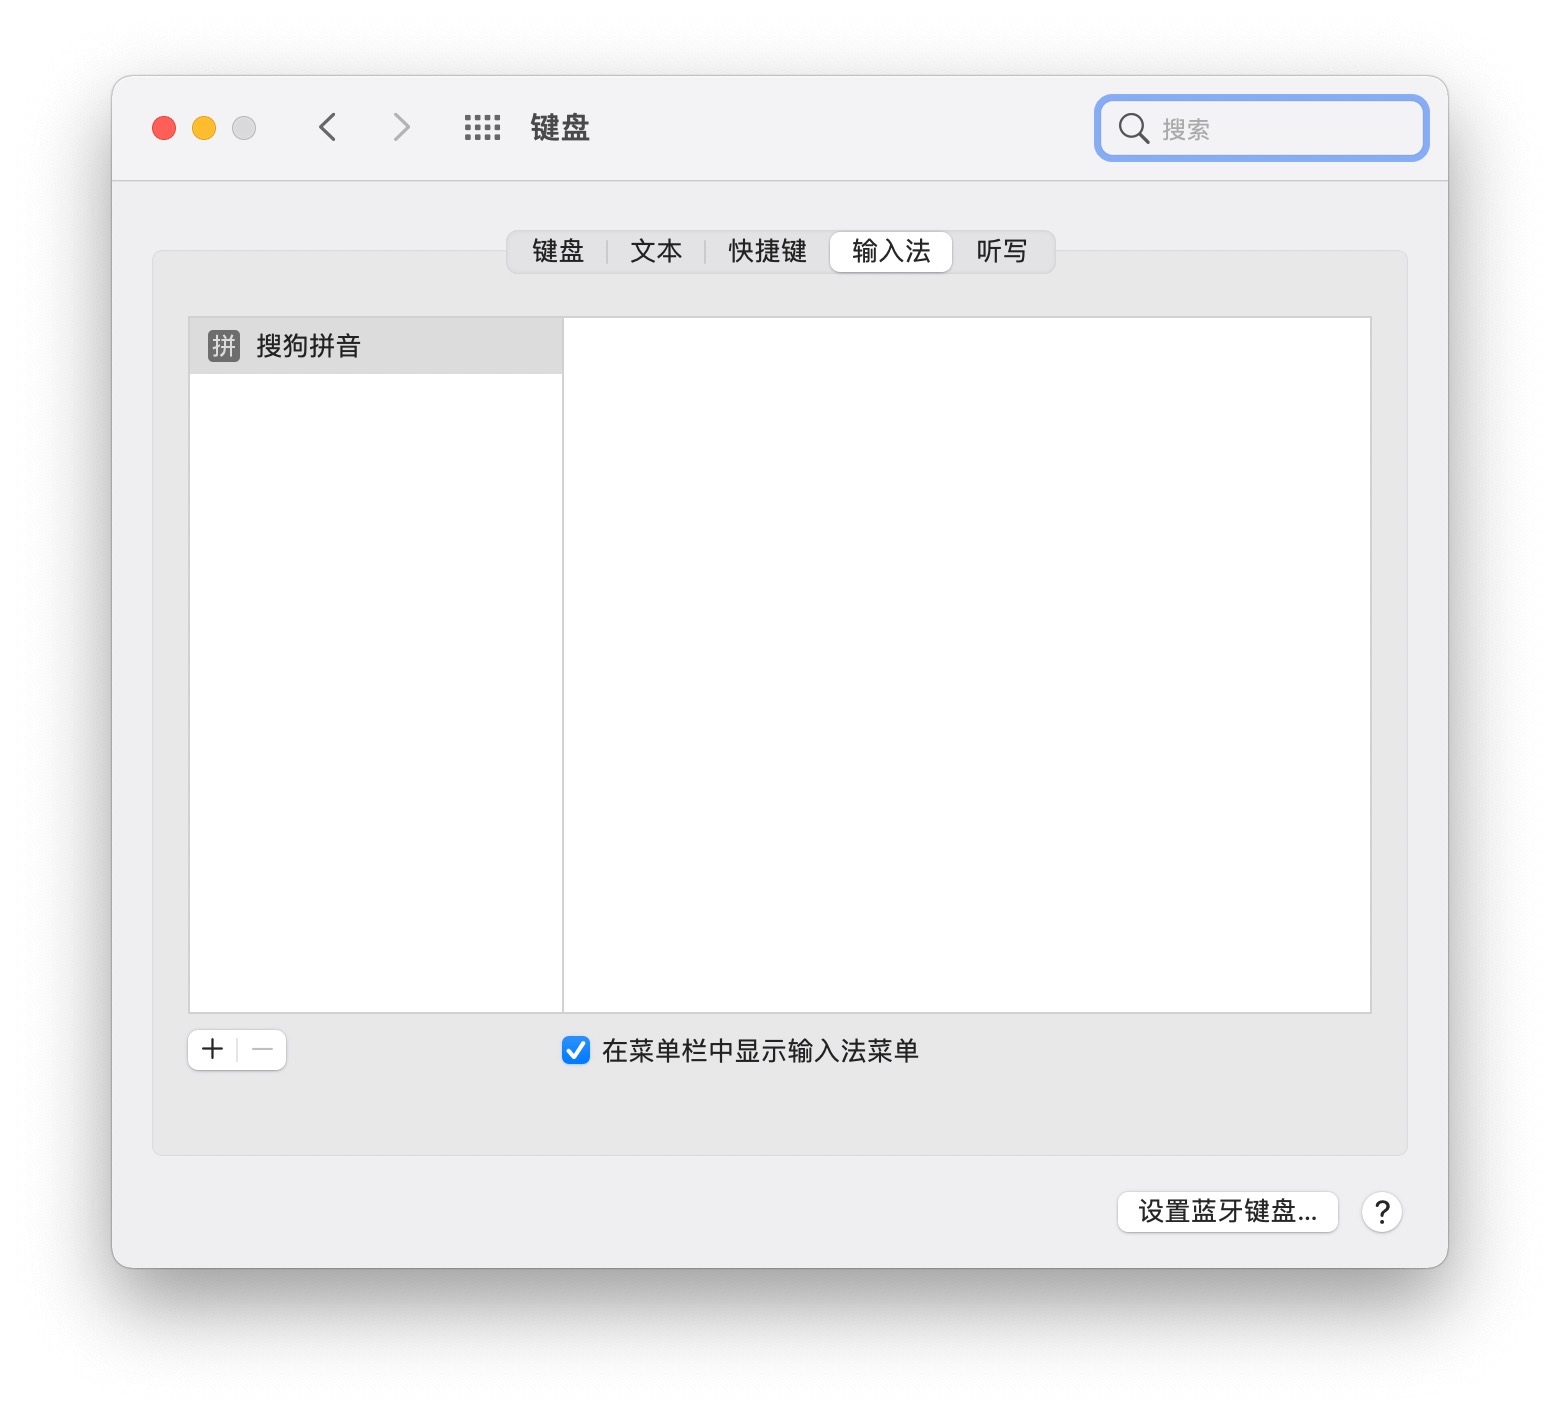 键盘
搜索
键盘 文本 快捷键 输入法 听写
拼 搜狗拼音
在菜单栏中显示输入法菜单
设置蓝牙键盘... ?